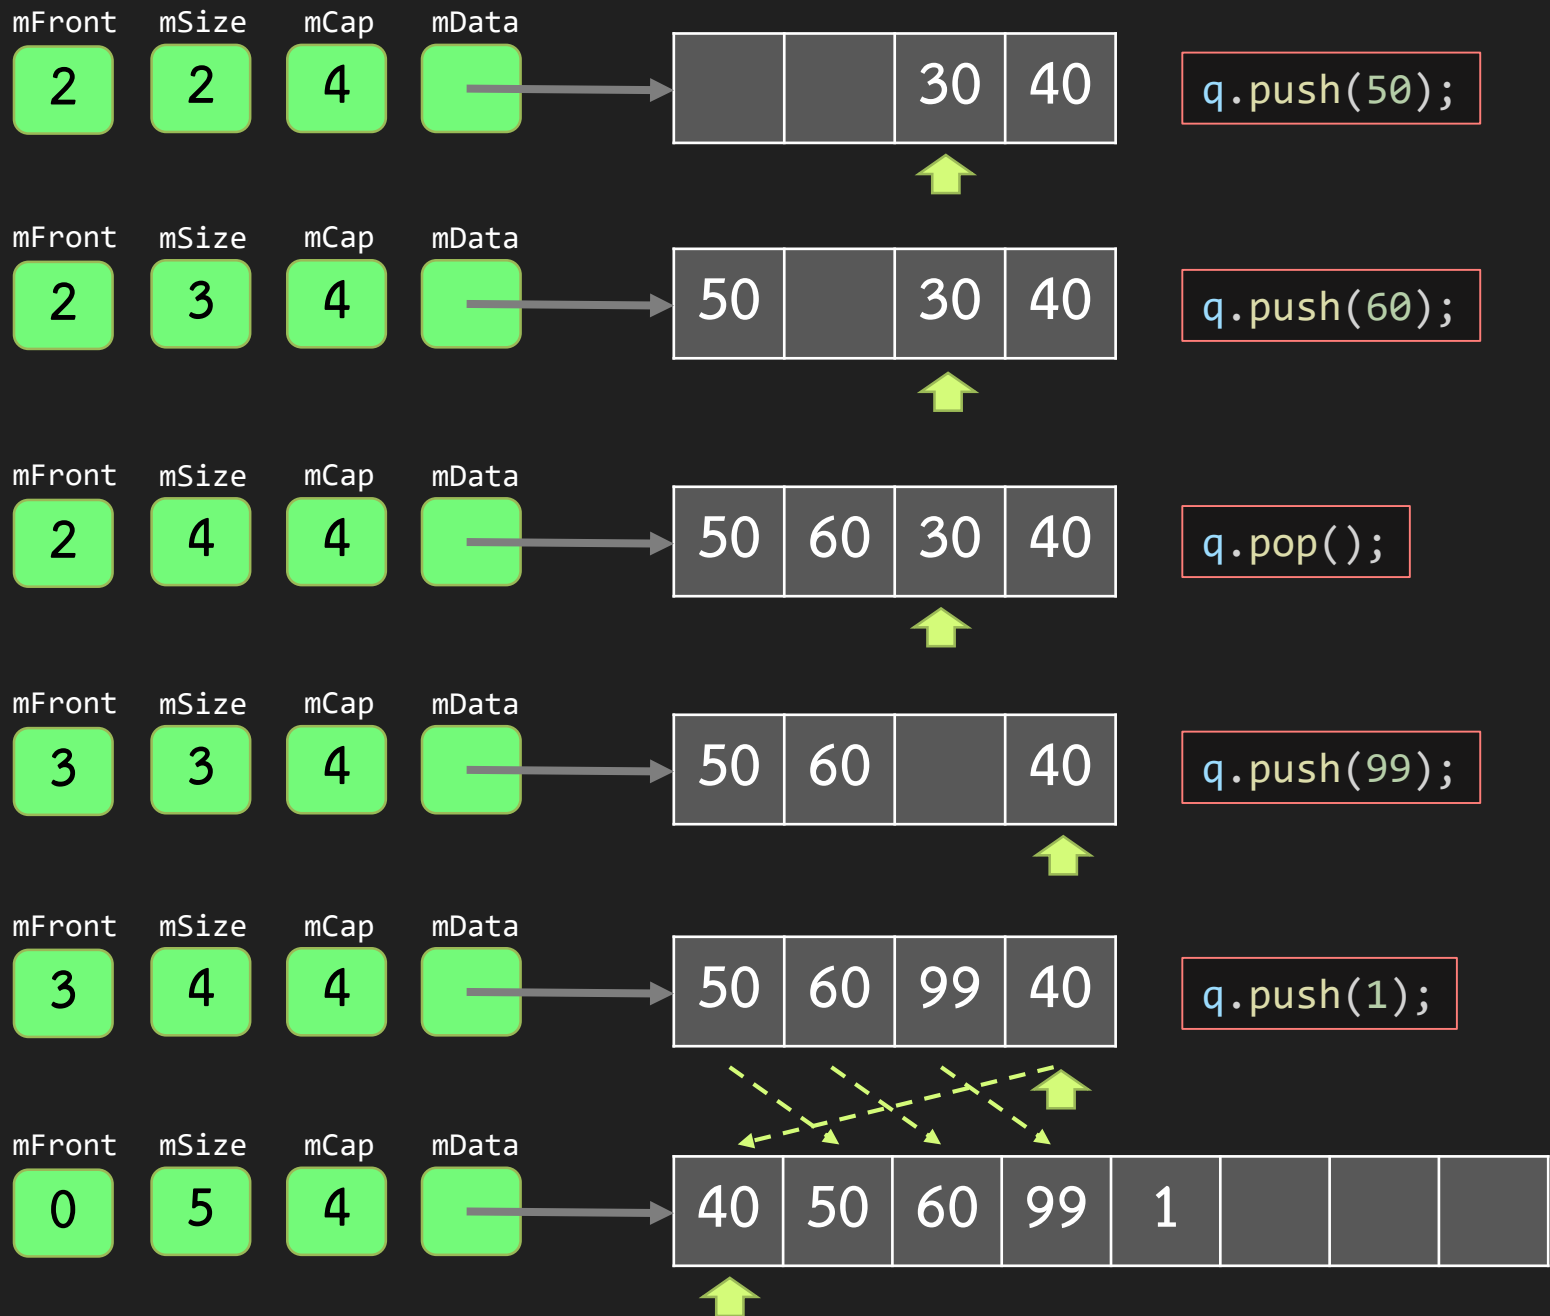 mFront mSize mCap mData
2 2 4 30 40 q.push(50);
mFront mSize mCap mData
2 3 4 50 30 40 q.push(60);
mFront mSize mCap mData
2 4 4 50 60 30 40 q.pop();
mFront mSize mCap mData
3 3 4 50 60 40 q.push(99);
mFront mSize mCap mData
3 4 4 50 60 99 40 q.push(1);
mFront mSize mCap mData
0 5 4 40 50 60 99 1